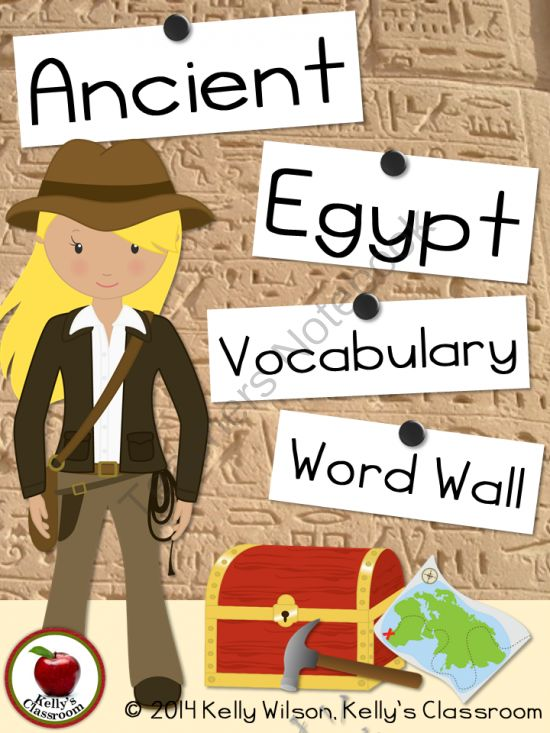 Ancient
Egypt
Vocabulary
Word Wall
Kelly's
Classroom
© 2014 Kelly Wilson, Kelly's Classroom